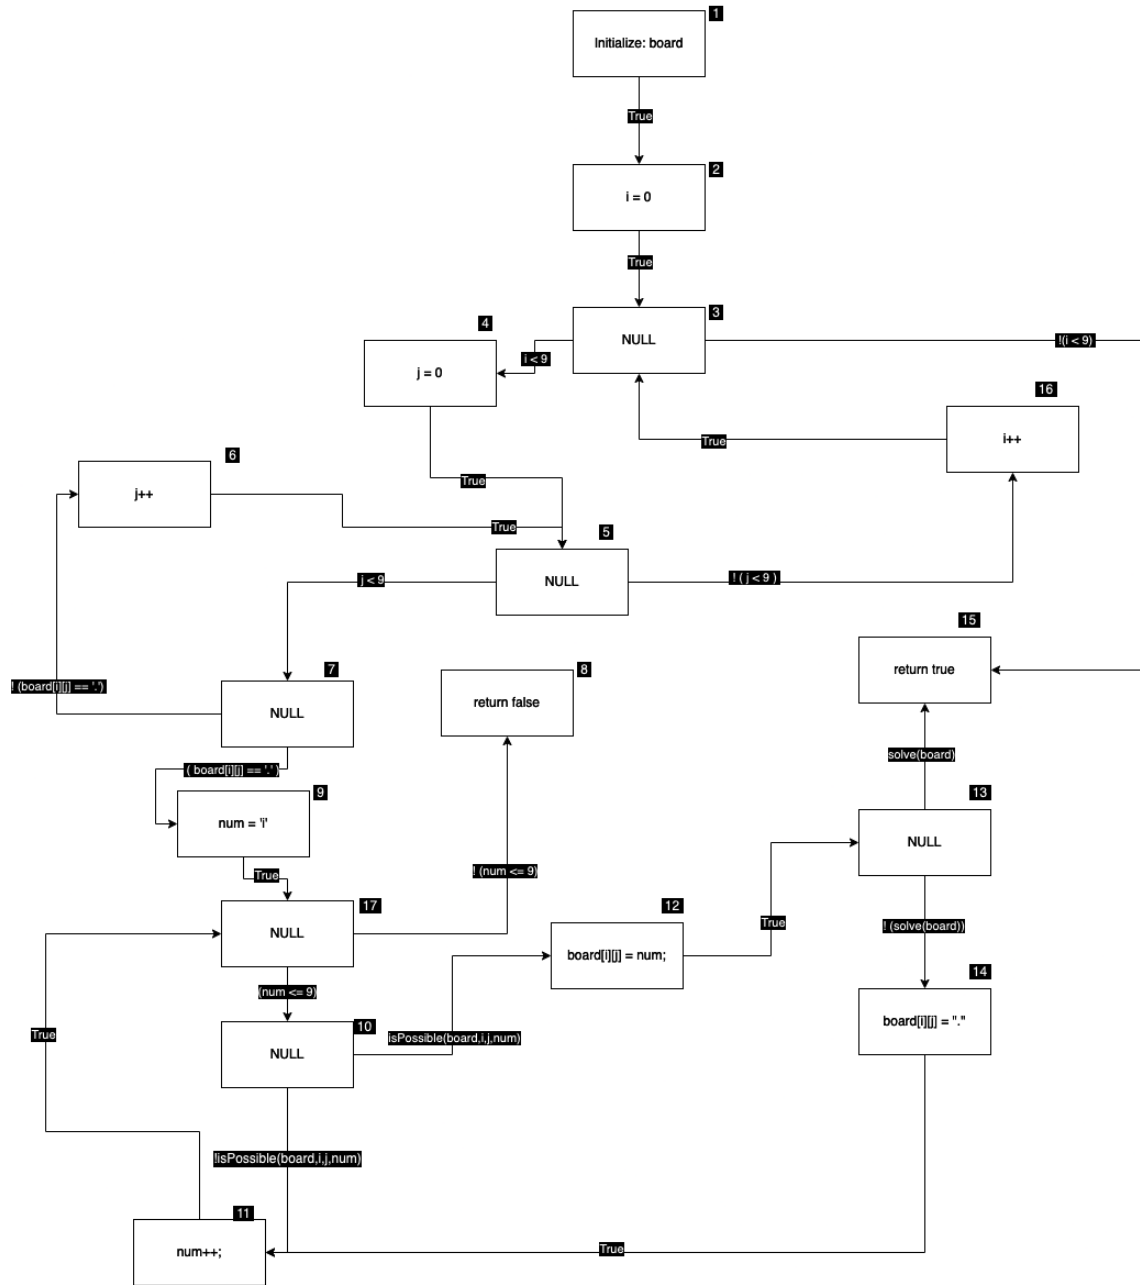 1
Initialize: board
True
2
i = 0
True
3
NULL
!(i < 9)
4
i < 9
j = 0
16
i++
True
6
j++
True
True
5
NULL
j < 9
! ( j < 9 )
15
return true
7
NULL
! (board[i][j] == '.')
8
return false
( board[i][j] == '.' )
solve(board)
9
num = 'i'
13
NULL
True
! (num <= 9)
17
NULL
12
board[i][j] = num;
True
! (solve(board))
(num <= 9)
14
board[i][j] = "."
10
NULL
isPossible(board,i,j,num)
True
!isPossible(board,i,j,num)
11
num++;
True